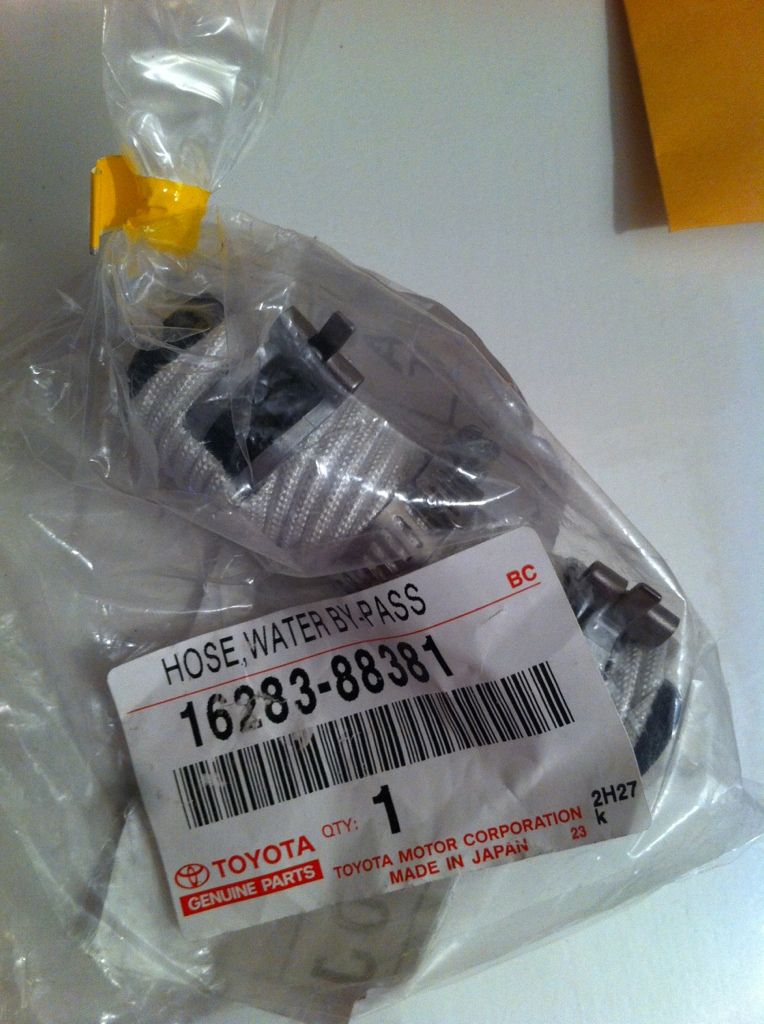 BC
HOSE, WATER BY-PASS
16283-88381
QTY: 1
2H27
k
TOYOTA
GENUINE PARTS
TOYOTA MOTOR CORPORATION 23
MADE IN JAPAN